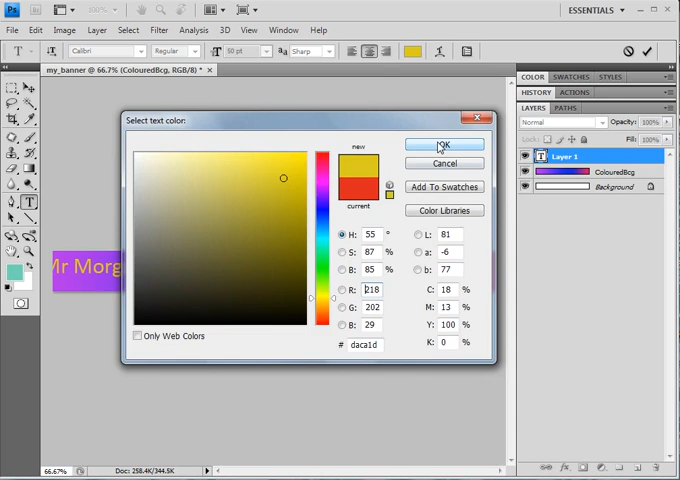 Ps Mb 100% ESSENTIALS
File Edit Image Layer Select Filter Analysis 3D View Window Help
T Calibri Regular 50 pt aa Sharp
my_banner @ 66.7% (ColouredBcg, RGB/8) * ×
COLOR SWATCHES STYLES
HISTORY ACTIONS
LAYERS PATHS
Normal Opacity: 100%
Lock: Fill: 100%
T Layer 1
ColouredBcg
Background
Mr Morg
Select text color:
new
current
OK
Cancel
Add To Swatches
Color Libraries
H: 55 ° L: 81
S: 87 % a: -6
B: 85 % b: 77
R: 218 C: 18 %
G: 202 M: 13 %
B: 29 Y: 100 %
# daca1d K: 0 %
Only Web Colors
66.67% Doc: 258.4K/344.5K